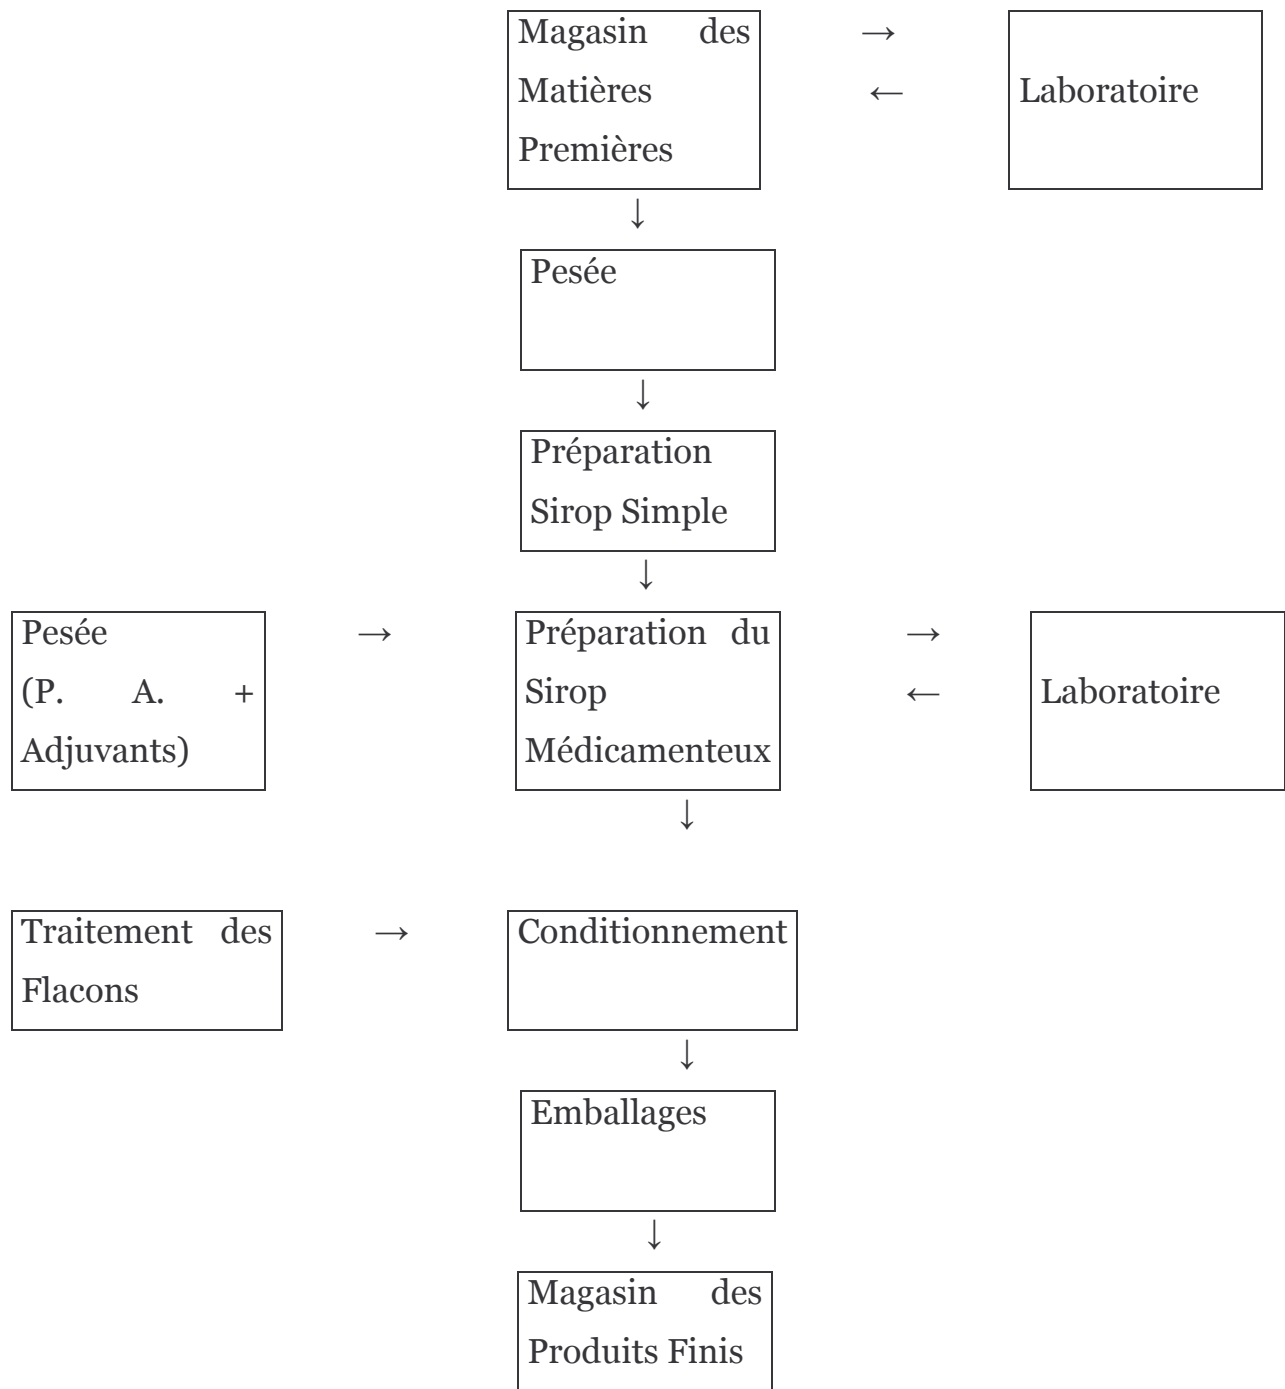 Magasin des → 
Matières ← Laboratoire
Premières
↓
Pesée
↓
Préparation
Sirop Simple
↓
Pesée → Préparation du →
(P. A. + Sirop ← Laboratoire
Adjuvants) Médicamenteux
↓
Traitement des → Conditionnement
Flacons
↓
Emballages
↓
Magasin des
Produits Finis